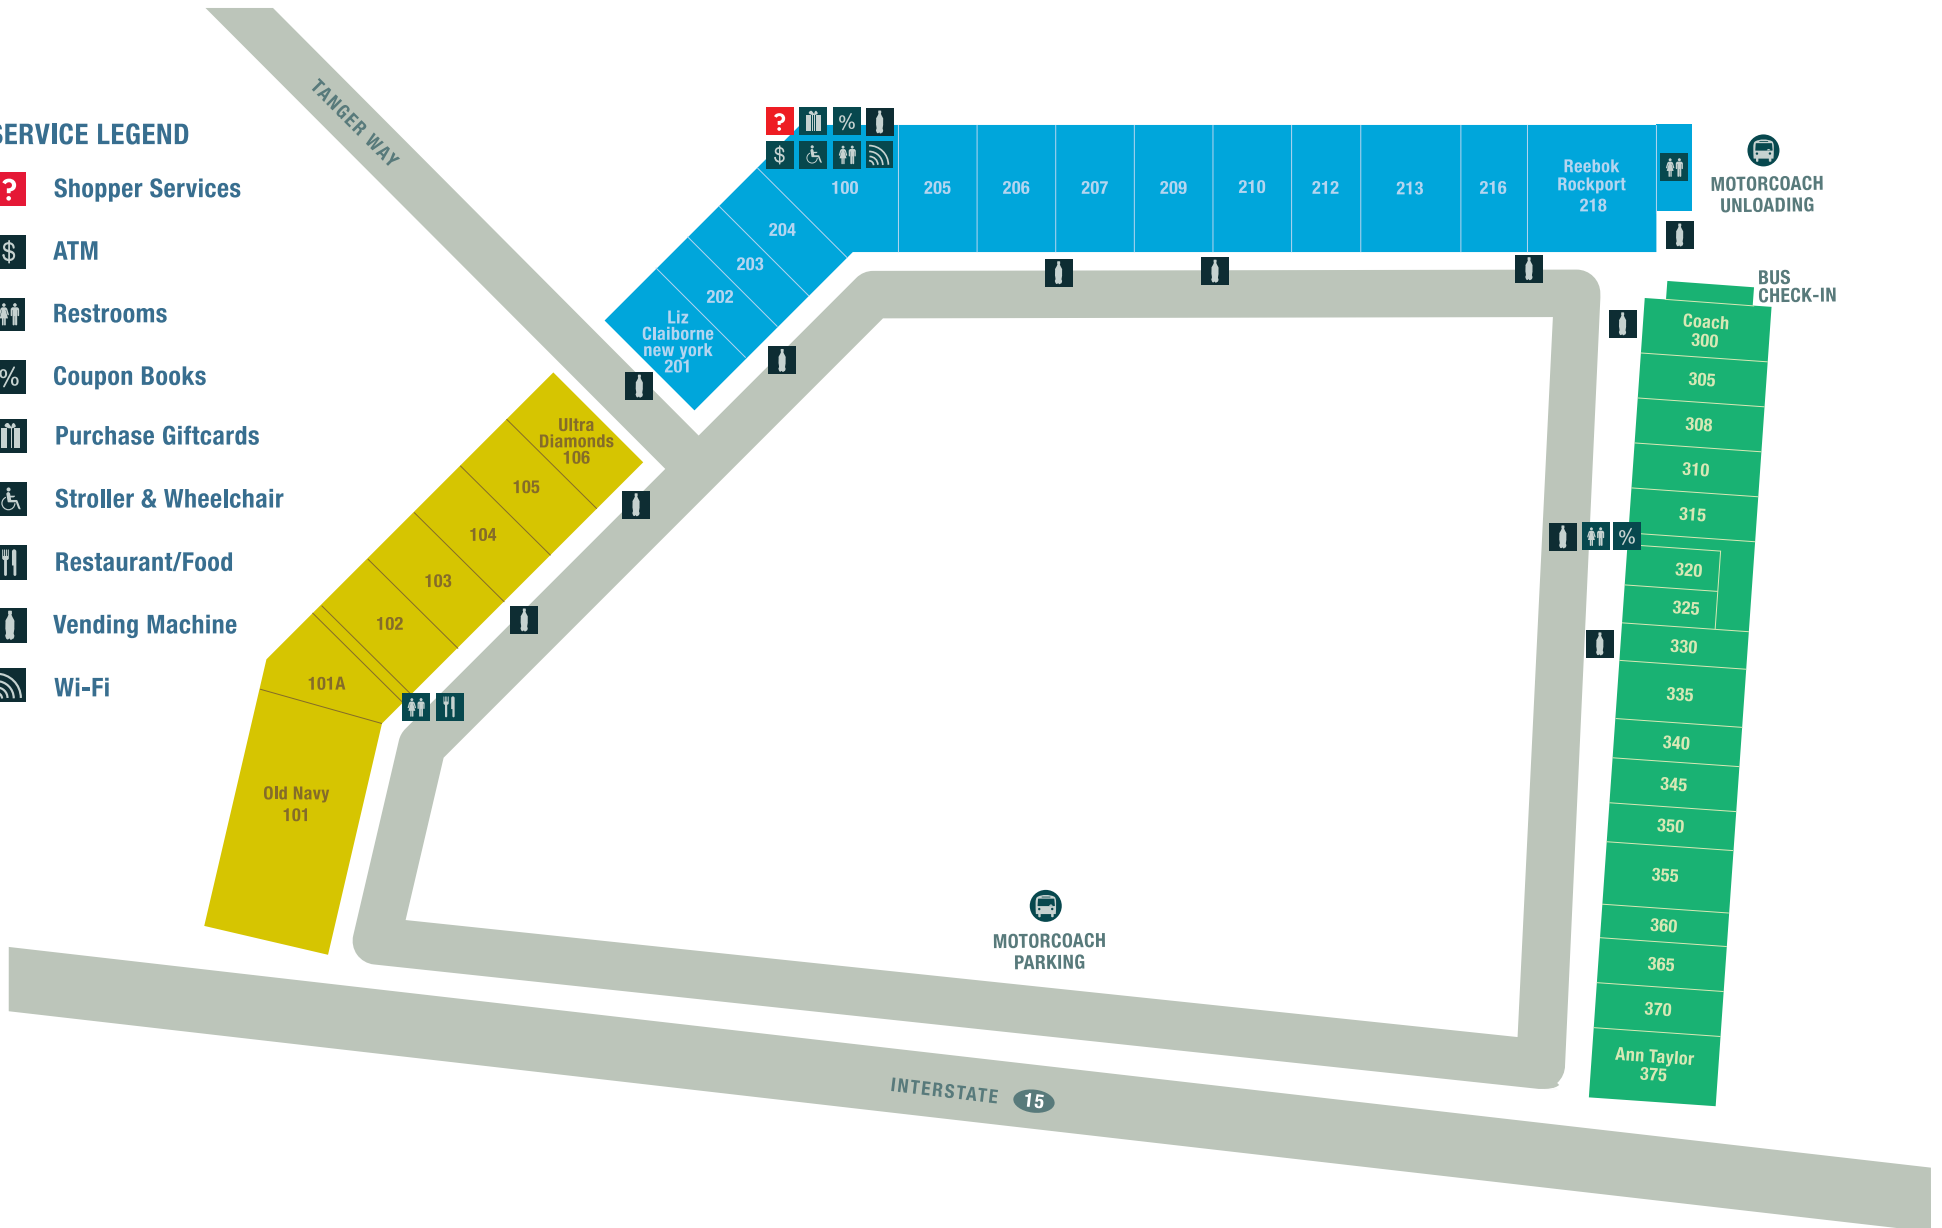 TANGER WAY
SERVICE LEGEND
? Shopper Services
$ ATM
Restrooms
% Coupon Books
Purchase Giftcards
Stroller & Wheelchair
Restaurant/Food
Vending Machine
Wi-Fi
?
%
$
100
205
206
207
209
210
212
213
216
Reebok
Rockport
218
MOTORCOACH
UNLOADING
204
203
202
Liz
Claiborne
new york
201
BUS
CHECK-IN
Coach
300
305
308
310
315
%
320
325
330
335
340
345
350
355
360
365
370
Ann Taylor
375
Ultra
Diamonds
106
105
104
103
102
101A
Old Navy
101
MOTORCOACH
PARKING
INTERSTATE 15